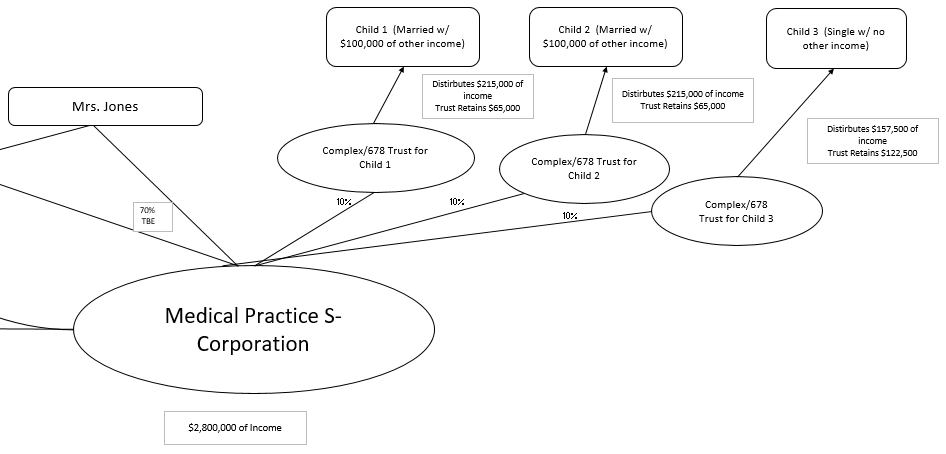 Child 1 (Married w/
$100,000 of other income)
Child 2 (Married w/
$100,000 of other income)
Child 3 (Single w/ no
other income)
Mrs. Jones
Distirbutes $215,000 of
income
Trust Retains $65,000
Distirbutes $215,000 of income
Trust Retains $65,000
Distirbutes $157,500 of
income
Trust Retains $122,500
Complex/678 Trust for
Child 1
Complex/678 Trust for
Child 2
Complex/678
Trust for Child 3
70%
TBE
10%
10%
10%
Medical Practice S-
Corporation
$2,800,000 of Income